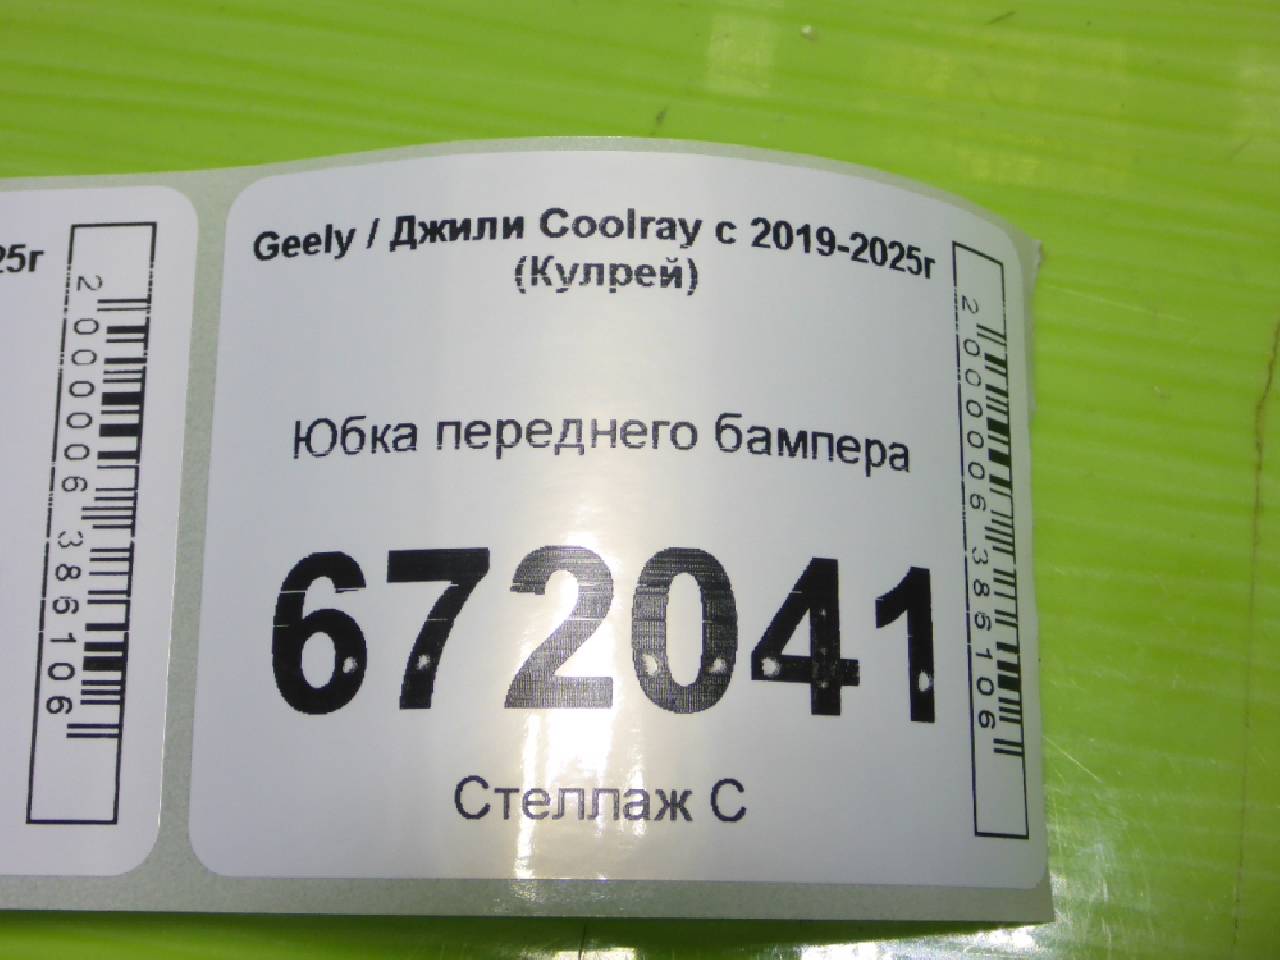 25г
2000006386106
Geely / Джили Coolray с 2019-2025г
(Кулрей)
Юбка переднего бампера
672041
Стеллаж С
2000006386106